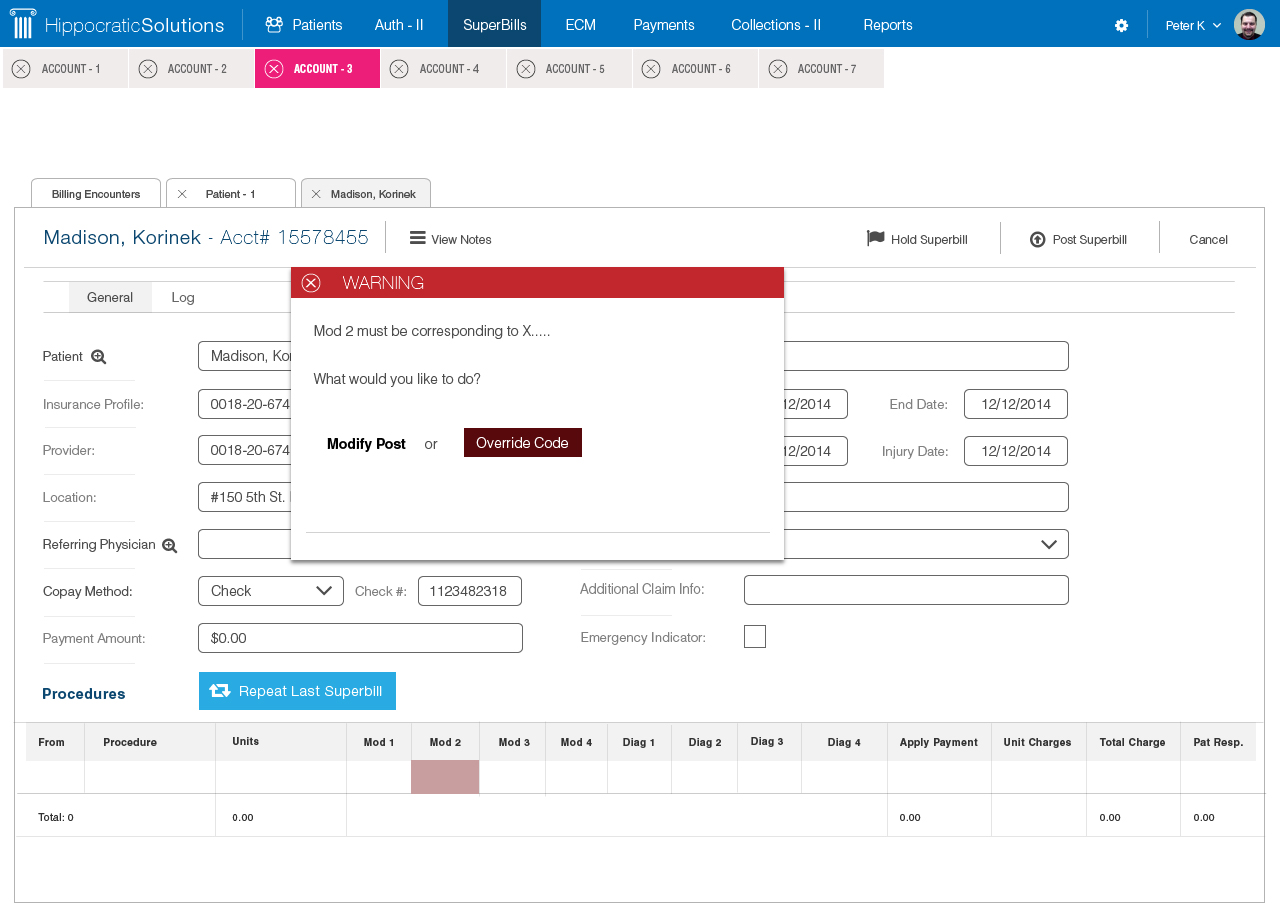 HippocraticSolutions Patients Auth - II SuperBills ECM Payments Collections - II Reports Peter K
ACCOUNT - 1 ACCOUNT - 2 ACCOUNT - 3 ACCOUNT - 4 ACCOUNT - 5 ACCOUNT - 6 ACCOUNT - 7
Billing Encounters Patient - 1 Madison, Korinek
Madison, Korinek - Acct# 15578455 View Notes Hold Superbill Post Superbill Cancel
WARNING
General Log
Mod 2 must be corresponding to X.....
Patient Madison, Ko
What would you like to do?
Insurance Profile: 0018-20-674 12/2014 End Date: 12/12/2014
Modify Post or Override Code
Provider: 0018-20-674 12/2014 Injury Date: 12/12/2014
Location: #150 5th St.
Referring Physician
Copay Method: Check Check #: 1123482318 Additional Claim Info:
Payment Amount: $0.00 Emergency Indicator:
Procedures Repeat Last Superbill
From Procedure Units Mod 1 Mod 2 Mod 3 Mod 4 Diag 1 Diag 2 Diag 3 Diag 4 Apply Payment Unit Charges Total Charge Pat Resp.
Total: 0 0.00 0.00 0.00 0.00